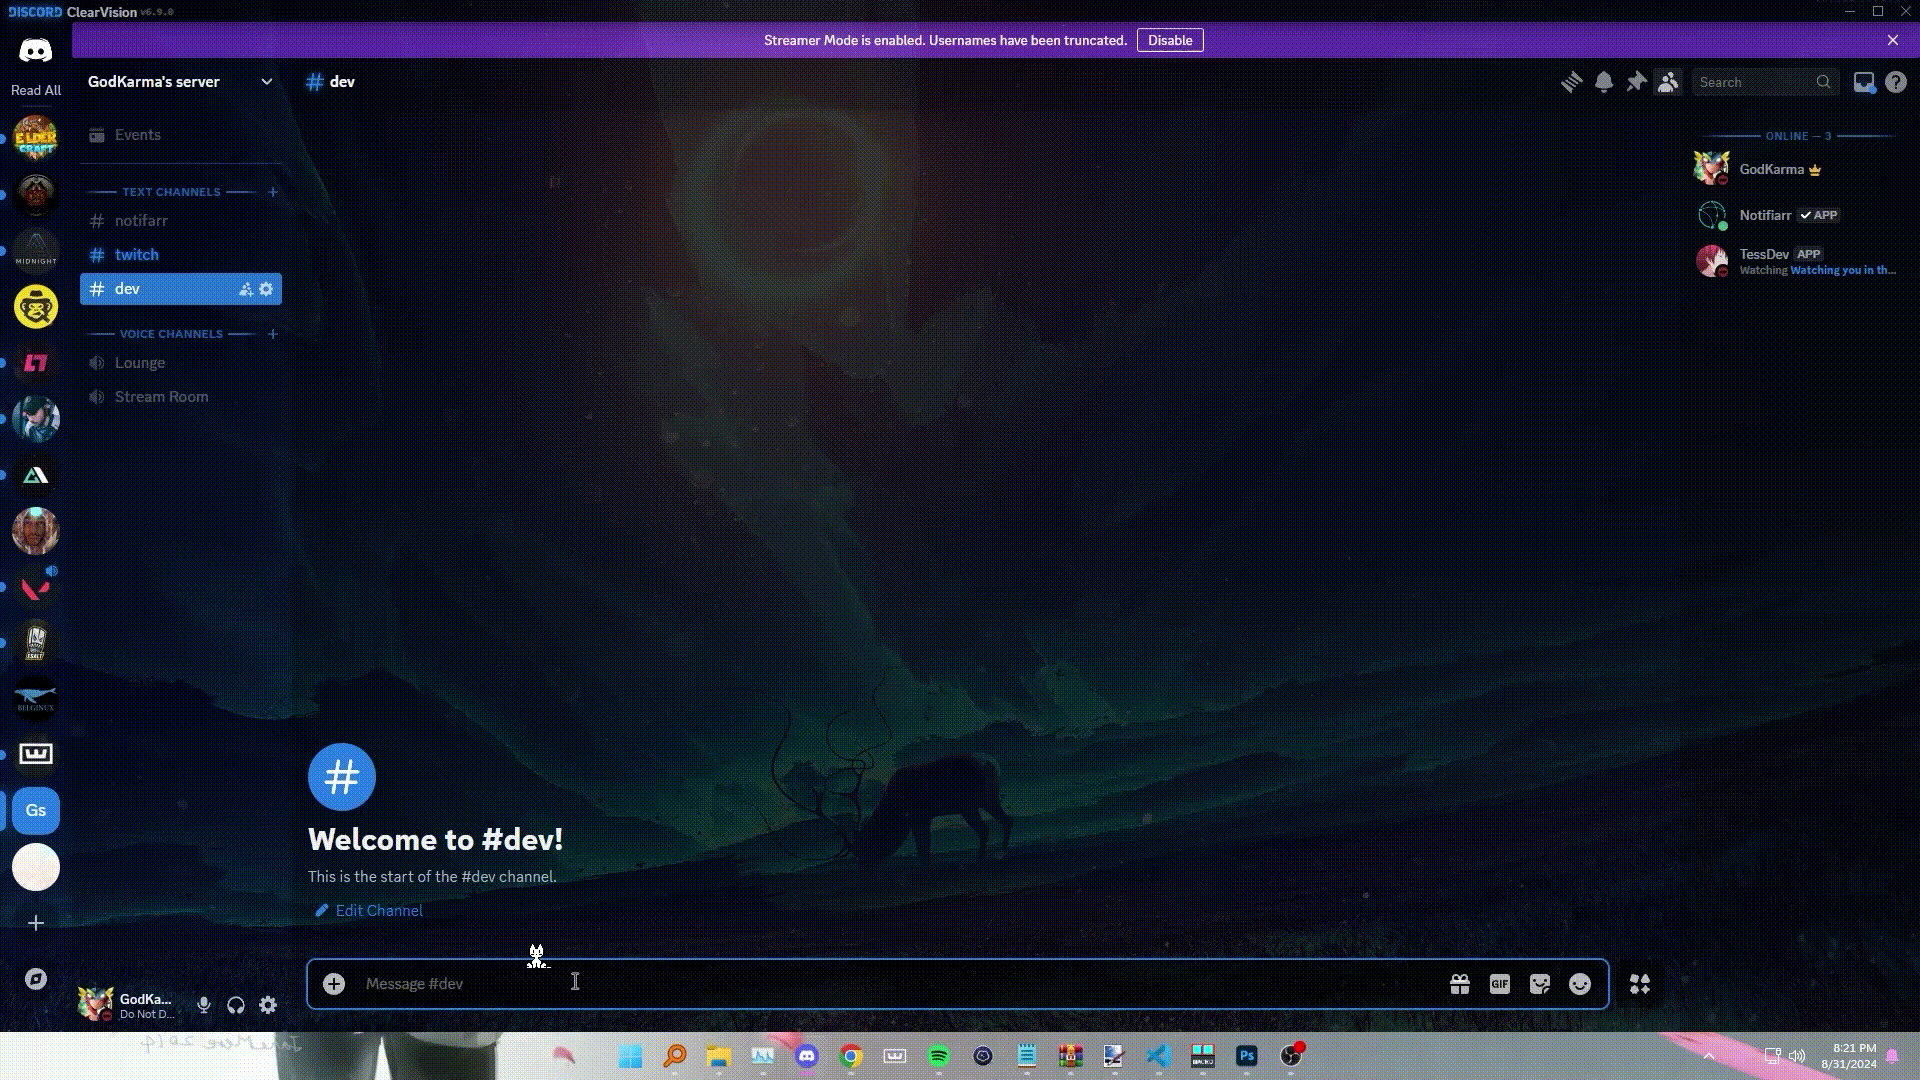 DISCORD ClearVision v6.9.0
Streamer Mode is enabled. Usernames have been truncated. Disable
Read All
GodKarma's server
dev
Search
Events
ONLINE — 3
ELDER
CRAFT
GodKarma
TEXT CHANNELS
notifarr
Notifiarr APP
twitch
TessDev APP
Watching Watching you in th...
MIDNIGHT
# dev
VOICE CHANNELS
Lounge
Stream Room
BELGINUX
Gs
#
Welcome to #dev!
This is the start of the #dev channel.
Edit Channel
Message #dev
GIF
GodKa...
Do Not D...
Ps
8:21 PM
8/31/2024